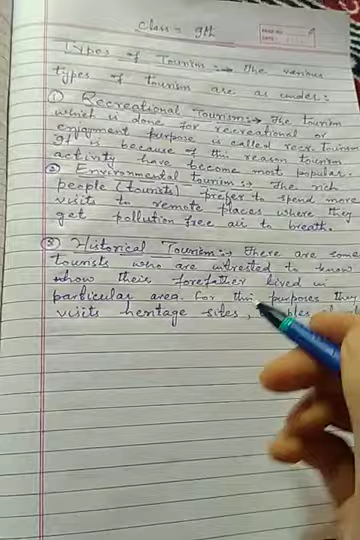 Class = 9th
Types of Tourism :→ The various
types of tourism are as under :
① Recreational Tourism :→ The tourim
which is done for recreational or
enjoyment purpose is called recr. Tourism
It is because of this reason tourism
activity have become most popular.
② Environmental tourism :→ The rich
people (tourists) prefer to spend more
visits to remote places where they
get pollution free air to breath.
③ Historical Tourism :→ There are some
tourists who are intrested to know
how their forefather lived in
particular area. For this purposes they
visits heritage sites,